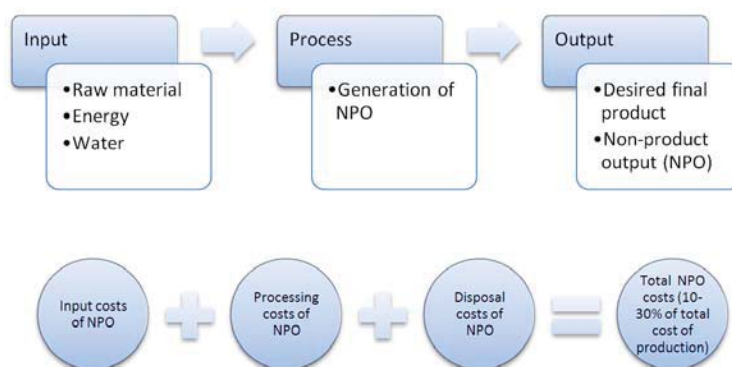 Input
•Raw material
•Energy
•Water
Process
•Generation of
NPO
Output
•Desired final
product
•Non-product
output (NPO)
Input costs
of NPO
Processing
costs of
NPO
Disposal
costs of
NPO
Total NPO
costs (10-
30% of total
cost of
production)